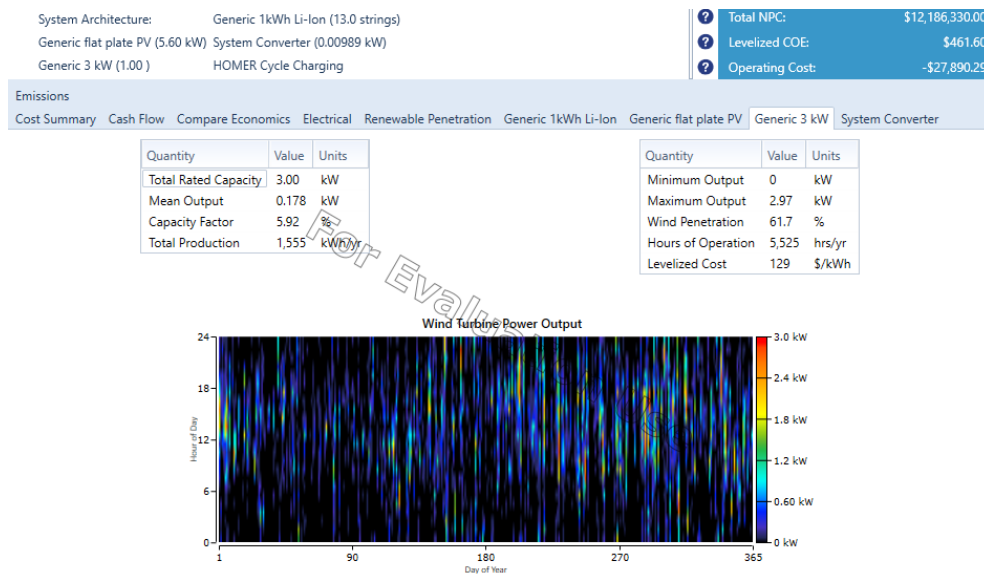 System Architecture:
Generic 1kWh Li-Ion (13.0 strings)
Generic flat plate PV (5.60 kW)
System Converter (0.00989 kW)
Generic 3 kW (1.00 )
HOMER Cycle Charging
Total NPC: $12,186,330.00
Levelized COE: $461.60
Operating Cost: -$27,890.29
Emissions
Cost Summary Cash Flow Compare Economics Electrical Renewable Penetration Generic 1kWh Li-Ion Generic flat plate PV Generic 3 kW System Converter
Quantity Value Units
Total Rated Capacity 3.00 kW
Mean Output 0.178 kW
Capacity Factor 5.92 %
Total Production 1,555 kWh/yr
Quantity Value Units
Minimum Output 0 kW
Maximum Output 2.97 kW
Wind Penetration 61.7 %
Hours of Operation 5,525 hrs/yr
Levelized Cost 129 $/kWh
For Evalua
Wind Turbine Power Output
Hour of Day
24
18
12
6
0
1 90 180 270 365
Day of Year
3.0 kW
2.4 kW
1.8 kW
1.2 kW
0.60 kW
0 kW